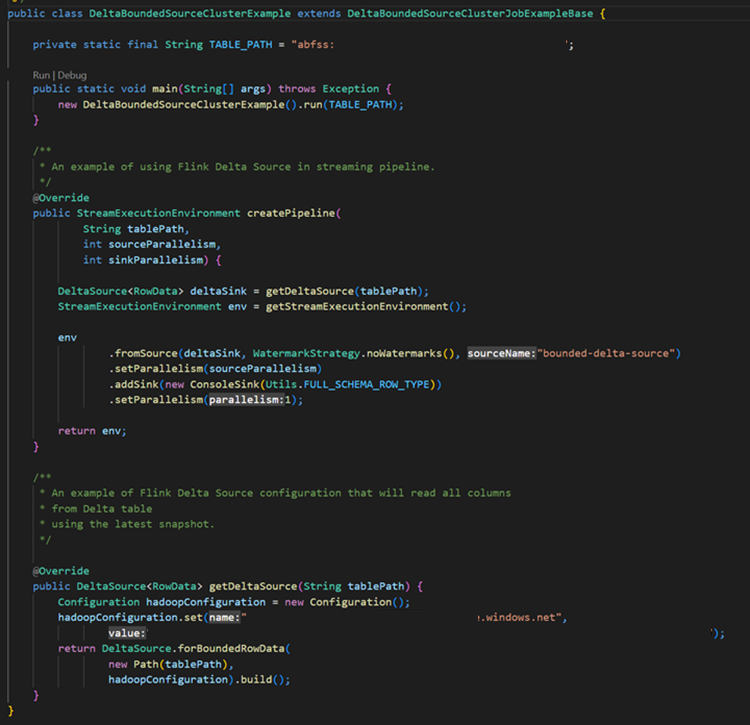 public class DeltaBoundedSourceClusterExample extends DeltaBoundedSourceClusterJobExampleBase {
private static final String TABLE_PATH = "abfss: ;
Run | Debug
public static void main(String[] args) throws Exception {
new DeltaBoundedSourceClusterExample().run(TABLE_PATH);
}
/**
* An example of using Flink Delta Source in streaming pipeline.
*/
@Override
public StreamExecutionEnvironment createPipeline(
String tablePath,
int sourceParallelism,
int sinkParallelism) {
DeltaSource<RowData> deltaSink = getDeltaSource(tablePath);
StreamExecutionEnvironment env = getStreamExecutionEnvironment();
env
.fromSource(deltaSink, WatermarkStrategy.noWatermarks(), sourceName:"bounded-delta-source")
.setParallelism(sourceParallelism)
.addSink(new ConsoleSink(Utils.FULL_SCHEMA_ROW_TYPE))
.setParallelism(parallelism:1);
return env;
}
/**
* An example of Flink Delta Source configuration that will read all columns
* from Delta table
* using the latest snapshot.
*/
@Override
public DeltaSource<RowData> getDeltaSource(String tablePath) {
Configuration hadoopConfiguration = new Configuration();
hadoopConfiguration.set(name:" .windows.net",
value: );
return DeltaSource.forBoundedRowData(
new Path(tablePath),
hadoopConfiguration).build();
}
}